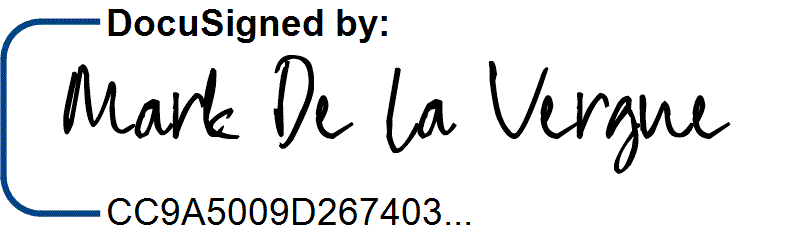 DocuSigned by:
Mark De La Vergne
CC9A5009D267403...